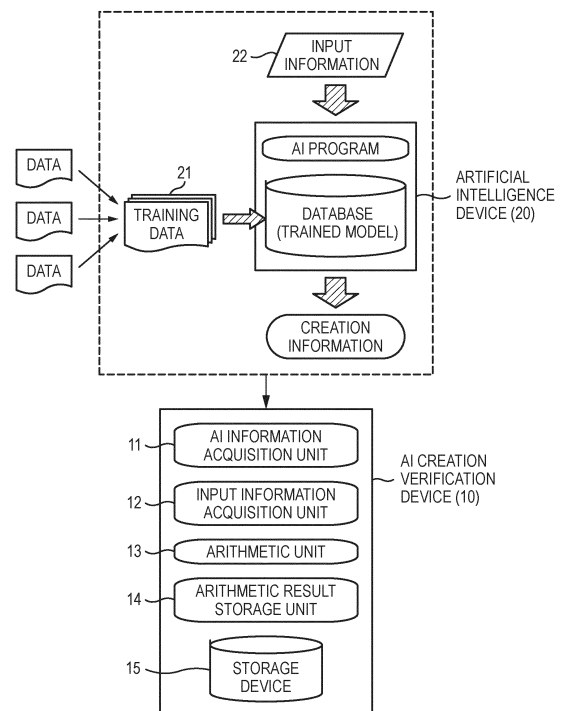 22
INPUT
INFORMATION
AI PROGRAM
DATABASE
(TRAINED MODEL)
ARTIFICIAL
INTELLIGENCE
DEVICE (20)
DATA
DATA
DATA
21
TRAINING
DATA
CREATION
INFORMATION
11
AI INFORMATION
ACQUISITION UNIT
AI CREATION
VERIFICATION
DEVICE (10)
12
INPUT INFORMATION
ACQUISITION UNIT
13
ARITHMETIC UNIT
14
ARITHMETIC RESULT
STORAGE UNIT
15
STORAGE
DEVICE